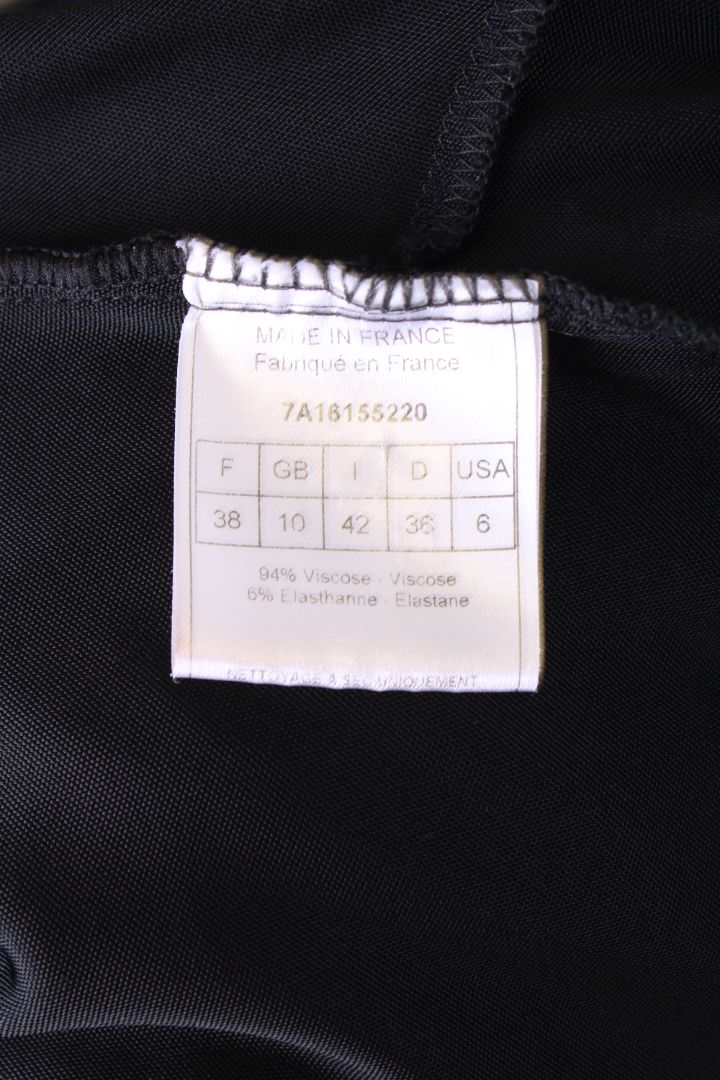 MADE IN FRANCE
Fabriqué en France
7A16155220
F GB I D USA
38 10 42 36 6
94% Viscose - Viscose
6% Elasthanne - Elastane
NETTOYAGE A SEC UNIQUEMENT